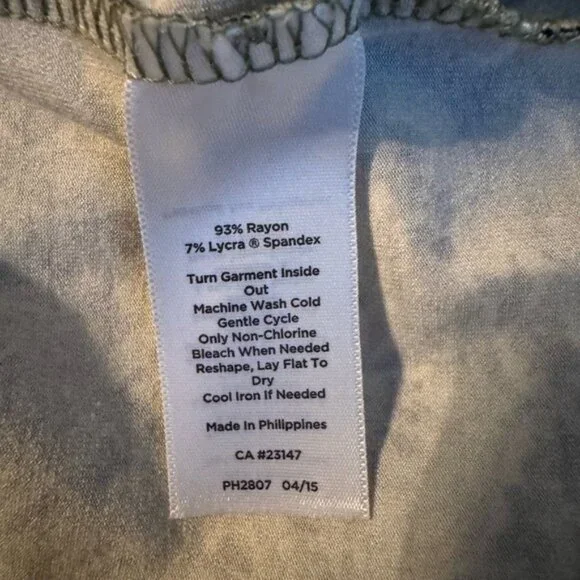 93% Rayon
7% Lycra ® Spandex
Turn Garment Inside
Out
Machine Wash Cold
Gentle Cycle
Only Non-Chlorine
Bleach When Needed
Reshape, Lay Flat To
Dry
Cool Iron If Needed
Made In Philippines
CA #23147
PH2807 04/15